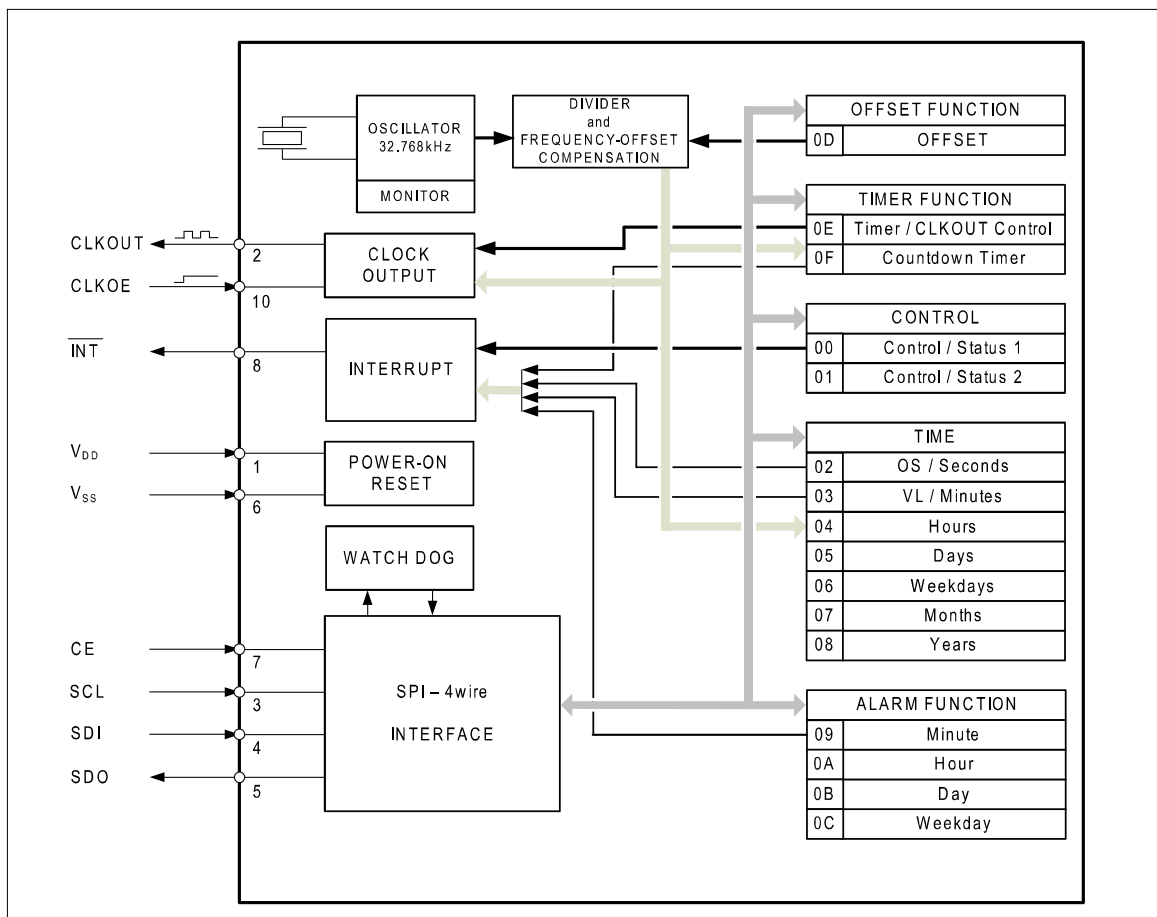 OSCILLATOR
32.768kHz
MONITOR
DIVIDER
and
FREQUENCY-OFFSET
COMPENSATION
OFFSET FUNCTION
0D OFFSET
TIMER FUNCTION
0E Timer / CLKOUT Control
0F Countdown Timer
CLKOUT
2
CLKOE
10
CLOCK
OUTPUT
INT
8
INTERRUPT
CONTROL
00 Control / Status 1
01 Control / Status 2
VDD
1
VSS
6
POWER-ON
RESET
TIME
02 OS / Seconds
03 VL / Minutes
04 Hours
05 Days
06 Weekdays
07 Months
08 Years
WATCH DOG
CE
7
SCL
3
SDI
4
SDO
5
SPI – 4wire
INTERFACE
ALARM FUNCTION
09 Minute
0A Hour
0B Day
0C Weekday